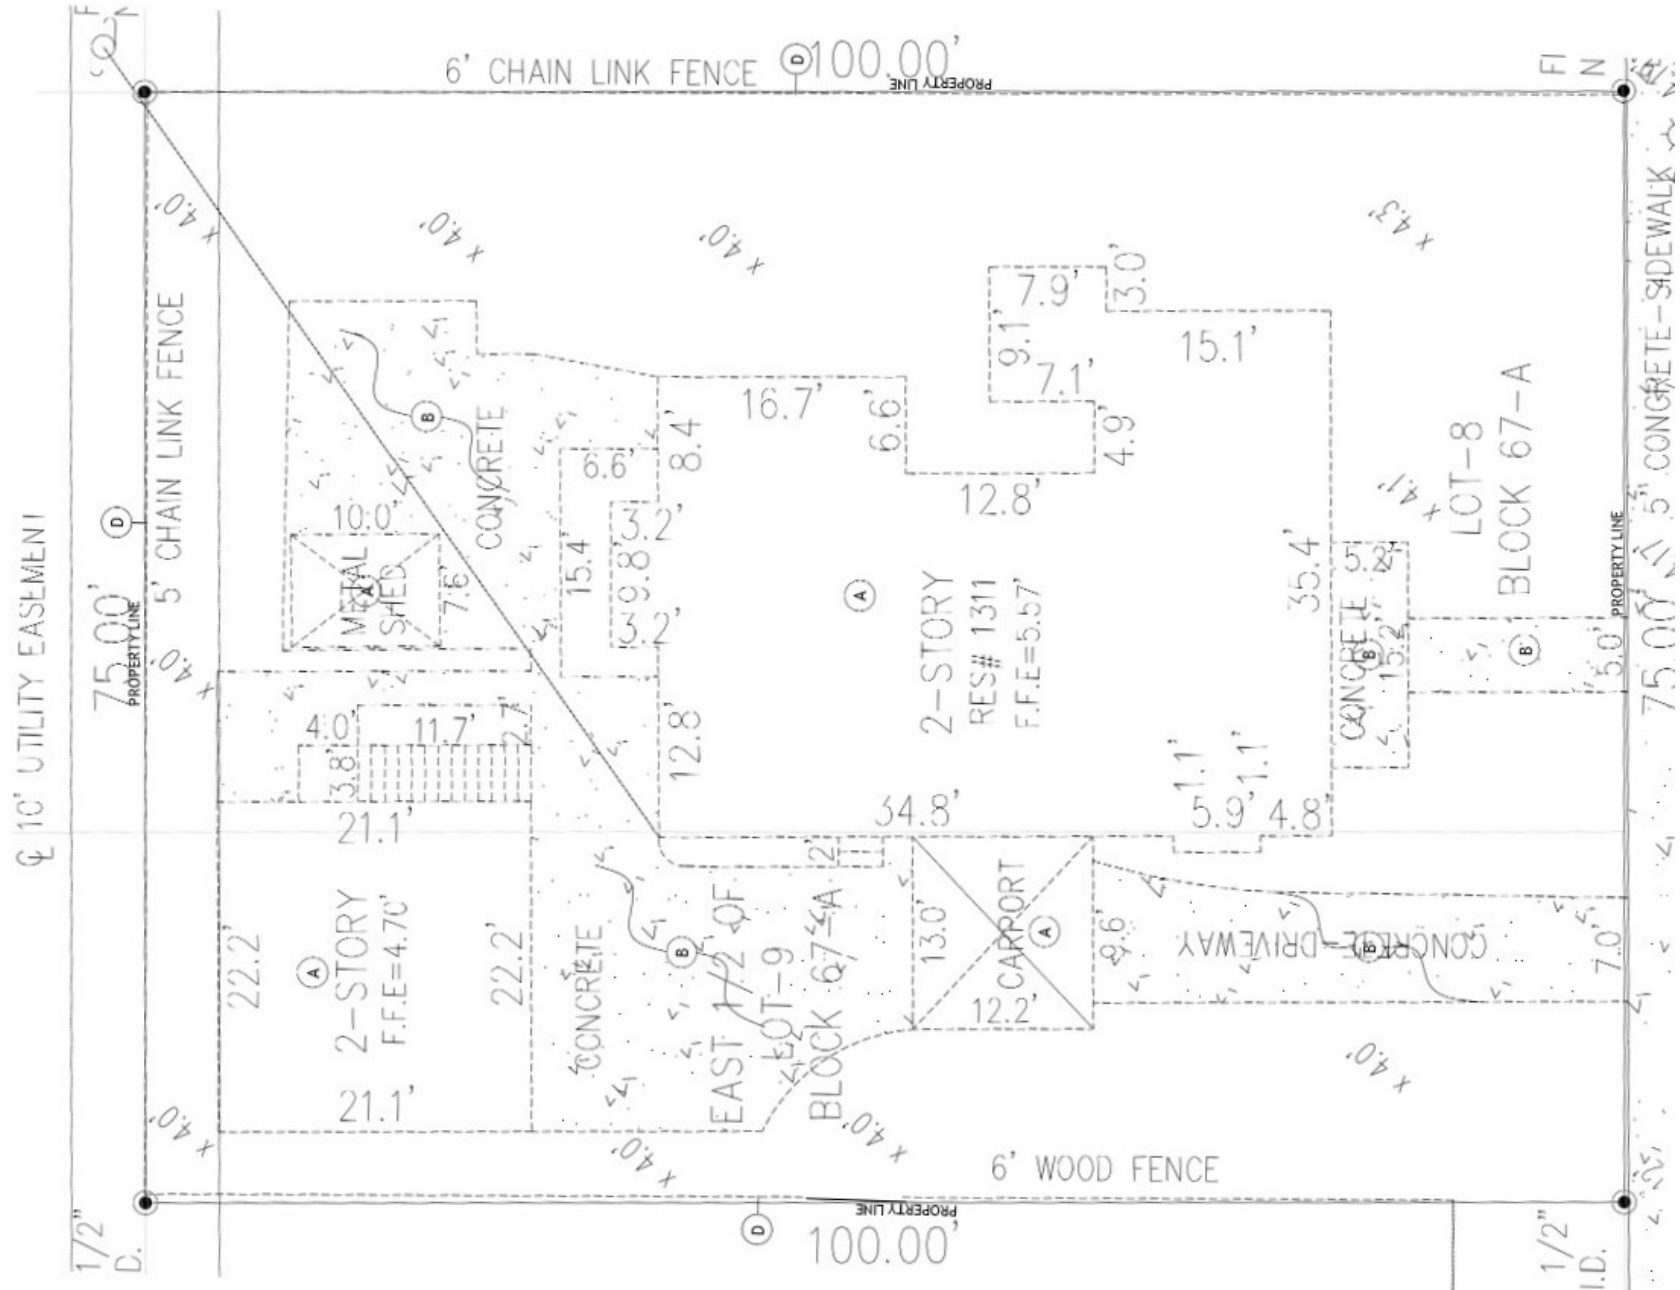 6' CHAIN LINK FENCE
D
100.00'
PROPERTY LINE
FI
N
F
N
℄ 10' UTILITY EASEMENT
75.00'
PROPERTY LINE
D
5' CHAIN LINK FENCE
x 4.0'
x 4.0'
x 4.0'
x 4.3'
x 4.0'
B
CONCRETE
10.0'
METAL
SHED
A
7.6'
6.6'
15.4'
3.2'
9.8'
3.2'
8.4'
12.8'
16.7'
6.6'
7.9'
9.1'
7.1'
3.0'
4.9'
12.8'
15.1'
35.4'
A
2-STORY
RES# 1311
F.F.E=5.57'
34.8'
1.1'
1.1'
5.9'
4.8'
x 4.1'
LOT-8
BLOCK 67-A
5.2'
CONCRETE
B
15.2'
B
5.0'
PROPERTY LINE
75.00'
5" CONCRETE-SIDEWALK
4.0'
11.7'
2.7'
3.8'
21.1'
22.2'
A
2-STORY
F.F.E=4.70'
22.2'
21.1'
CONCRETE
B
EAST 1/2 OF
LOT-9
BLOCK 67-A
2'
13.0'
CARPORT
A
12.2'
9.6'
CONCRETE-DRIVEWAY
B
7.0'
x 4.0'
x 4.0'
x 4.0'
x 4.0'
6' WOOD FENCE
D
PROPERTY LINE
100.00'
1/2"
D.
1/2"
I.D.